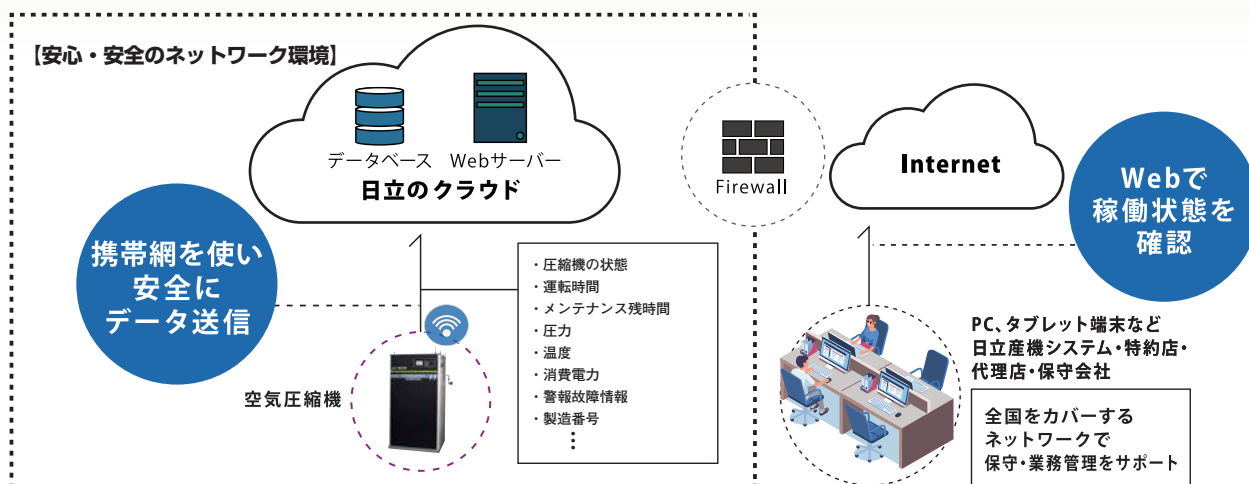 【安心・安全のネットワーク環境】
データベース Webサーバー
日立のクラウド
Firewall
Internet
Webで
稼働状態を
確認
携帯網を使い
安全に
データ送信
・圧縮機の状態
・運転時間
・メンテナンス残時間
・圧力
・温度
・消費電力
・警報故障情報
・製造番号
⋮
空気圧縮機
PC、タブレット端末など
日立産機システム・特約店・
代理店・保守会社
全国をカバーする
ネットワークで
保守・業務管理をサポート